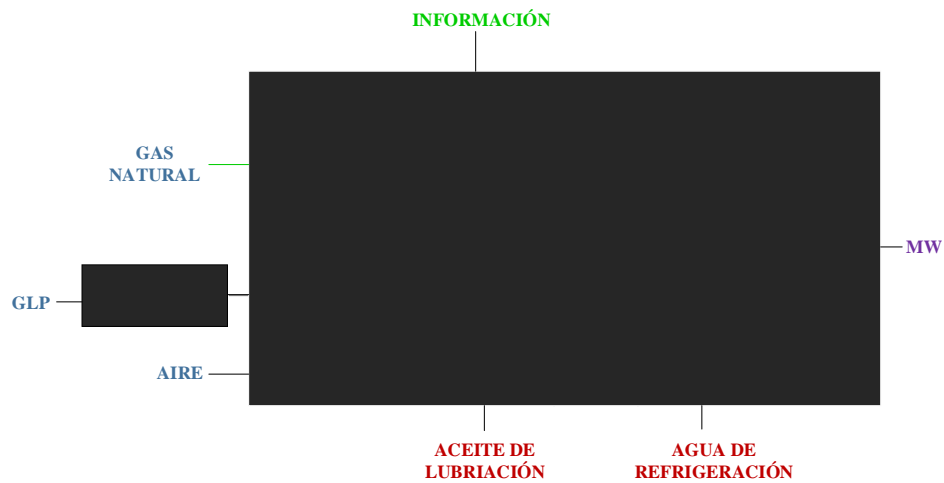 INFORMACIÓN
GAS
NATURAL
MW
GLP
AIRE
ACEITE DE
LUBRIACIÓN
AGUA DE
REFRIGERACIÓN